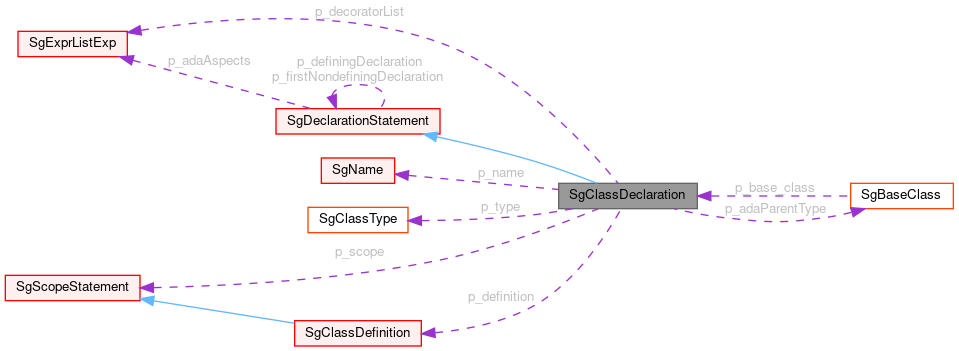 p_decoratorList
SgExprListExp
p_adaAspects
p_definingDeclaration
p_firstNondefiningDeclaration
SgDeclarationStatement
SgName
p_name
SgClassDeclaration
p_base_class
SgBaseClass
p_adaParentType
SgClassType
p_type
p_scope
SgScopeStatement
p_definition
SgClassDefinition